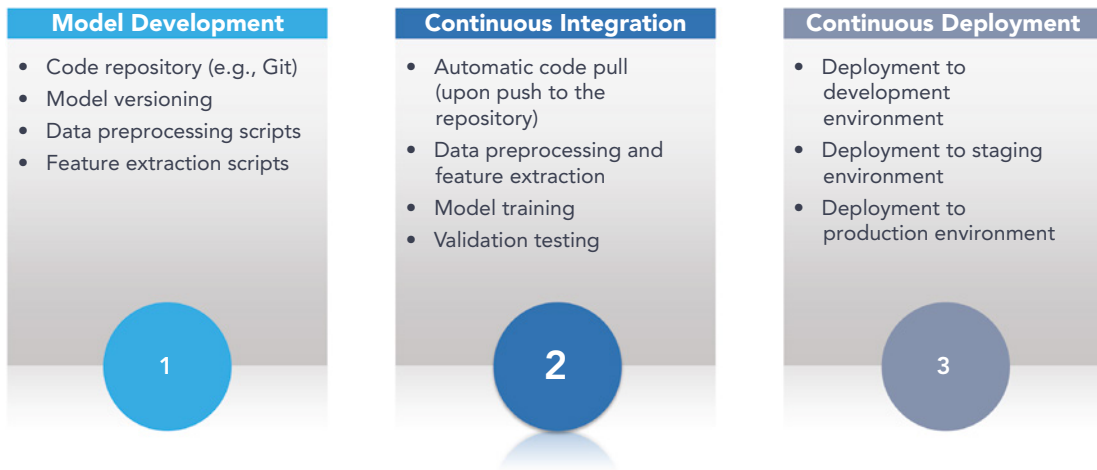 Model Development
• Code repository (e.g., Git)
• Model versioning
• Data preprocessing scripts
• Feature extraction scripts
1
Continuous Integration
• Automatic code pull
(upon push to the
repository)
• Data preprocessing and
feature extraction
• Model training
• Validation testing
2
Continuous Deployment
• Deployment to
development
environment
• Deployment to staging
environment
• Deployment to
production environment
3